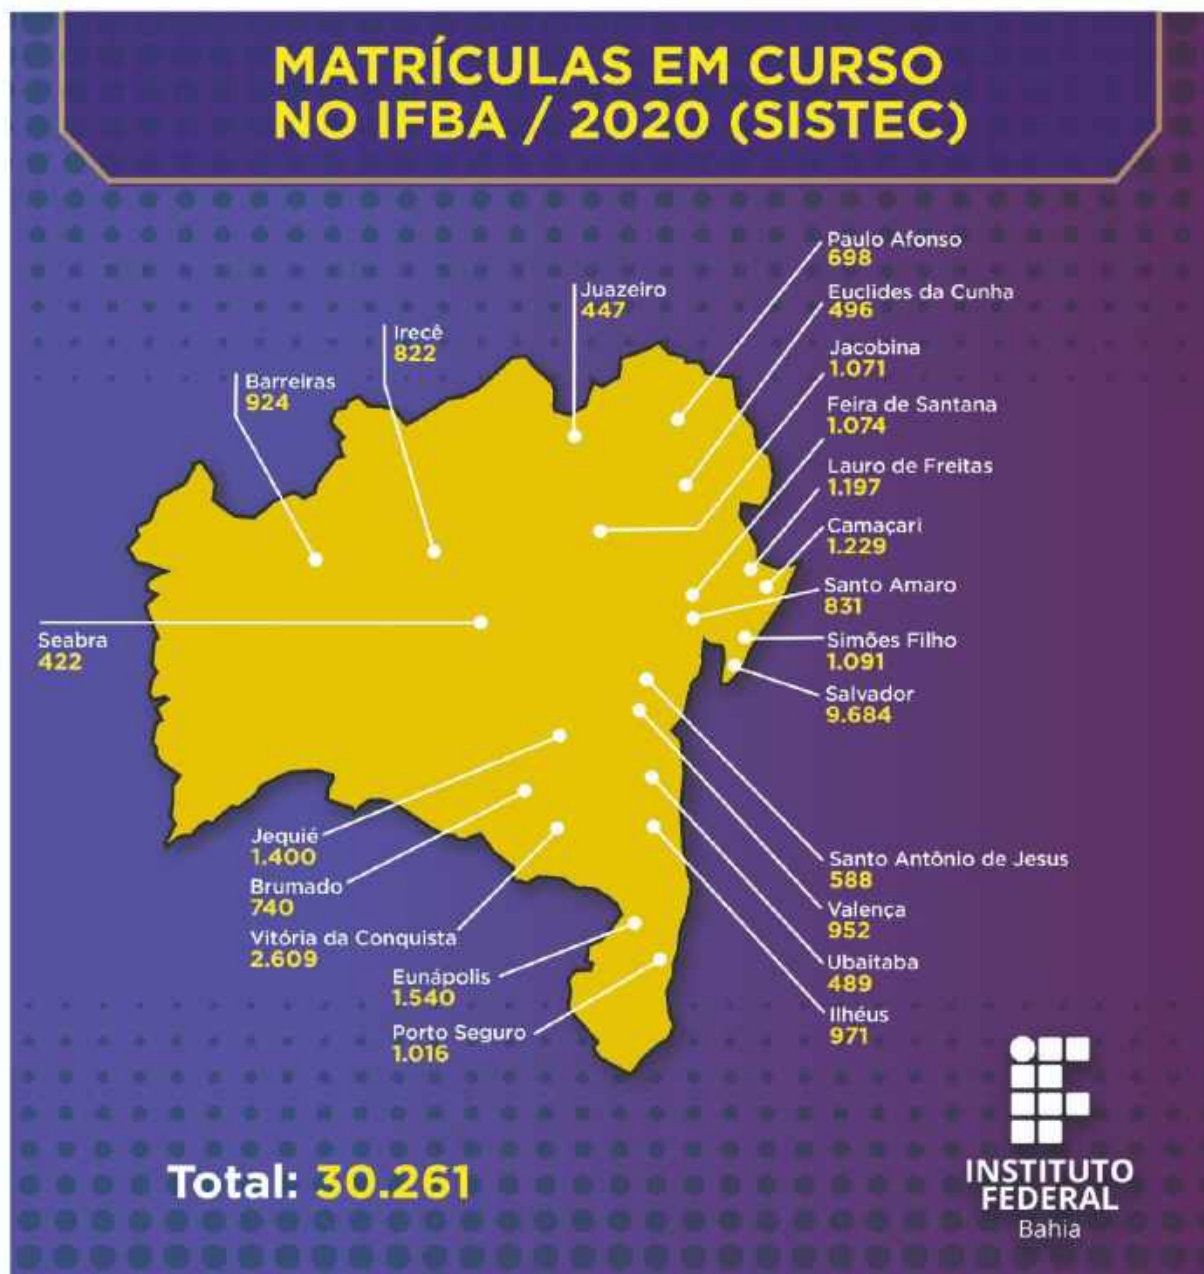 MATRÍCULAS EM CURSO
NO IFBA / 2020 (SISTEC)
Paulo Afonso
698
Euclides da Cunha
496
Juazeiro
447
Irecê
822
Jacobina
1.071
Barreiras
924
Feira de Santana
1.074
Lauro de Freitas
1.197
Camaçari
1.229
Santo Amaro
831
Seabra
422
Simões Filho
1.091
Salvador
9.684
Jequié
1.400
Brumado
740
Vitória da Conquista
2.609
Eunápolis
1.540
Porto Seguro
1.016
Santo Antônio de Jesus
588
Valença
952
Ubaitaba
489
Ilhéus
971
Total: 30.261
INSTITUTO
FEDERAL
Bahia